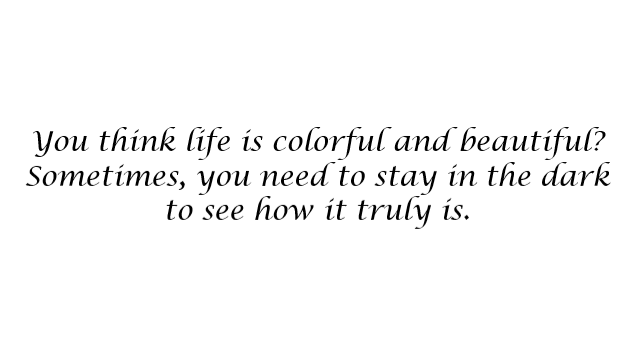 You think life is colorful and beautiful?
Sometimes, you need to stay in the dark
to see how it truly is.